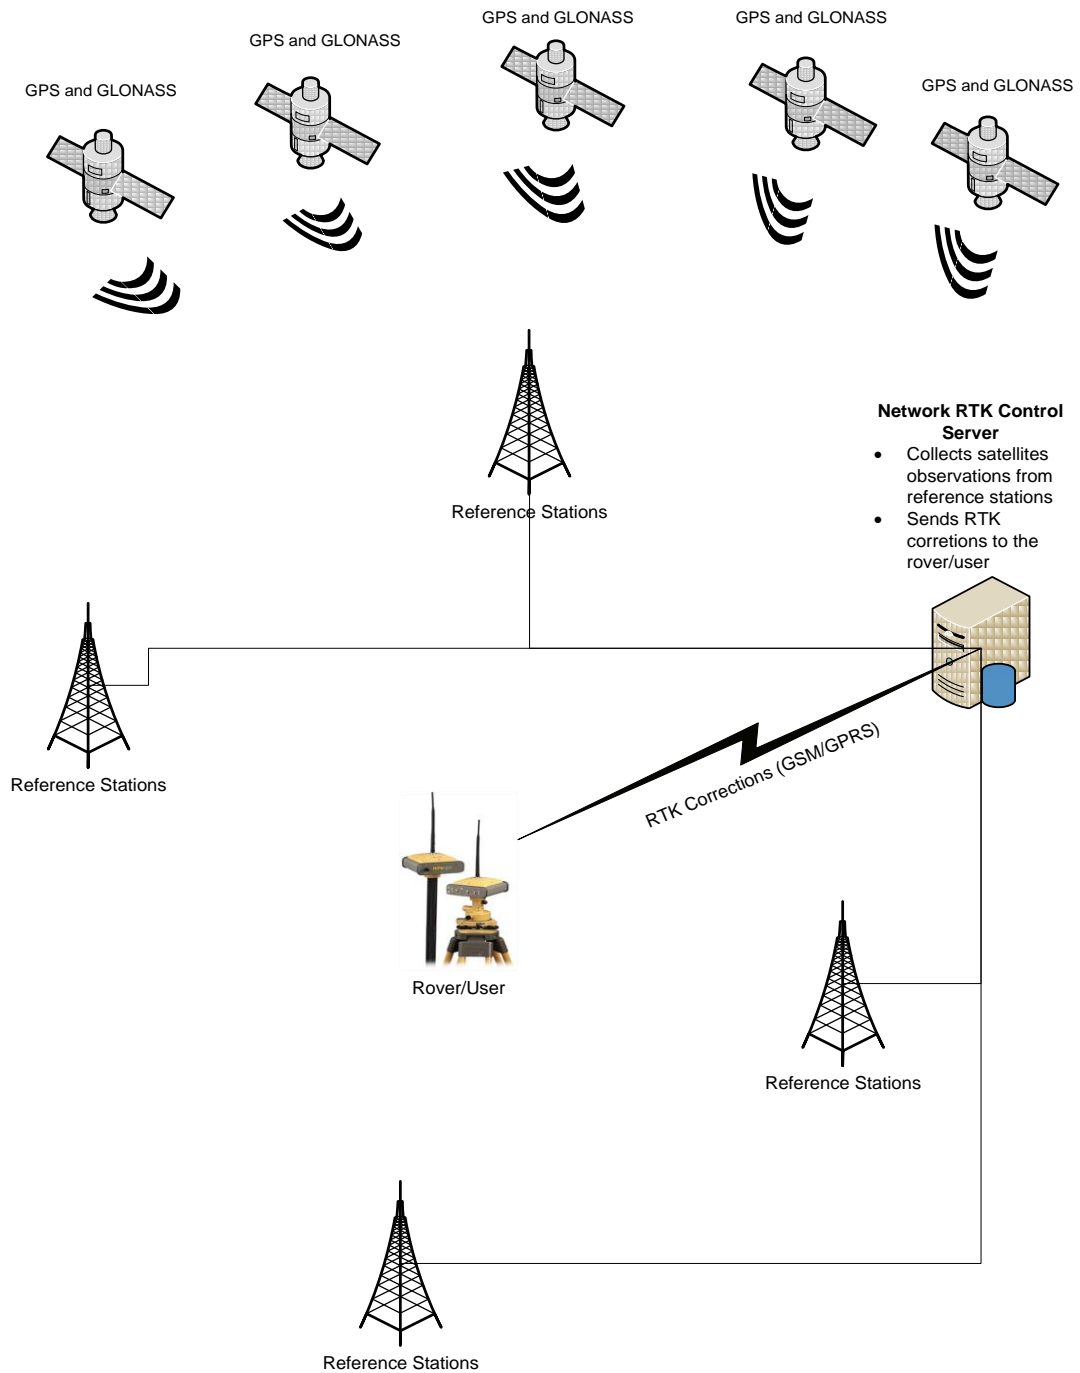 GPS and GLONASS
GPS and GLONASS
GPS and GLONASS
GPS and GLONASS
GPS and GLONASS
Network RTK Control
Server
• Collects satellites
observations from
reference stations
• Sends RTK
corretions to the
rover/user
Reference Stations
Reference Stations
RTK Corrections (GSM/GPRS)
Rover/User
Reference Stations
Reference Stations